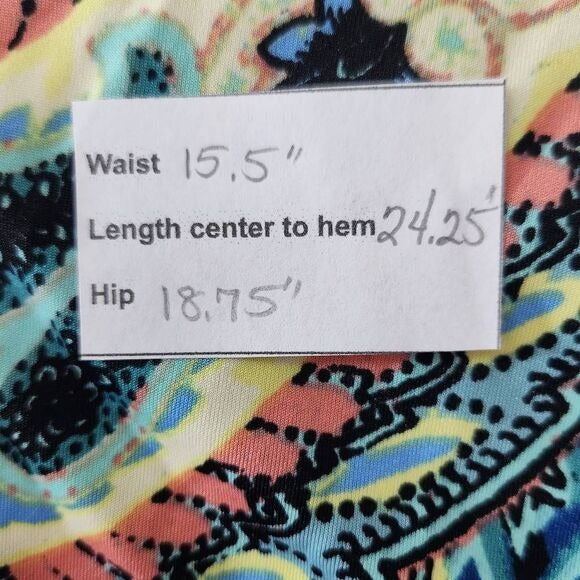 Waist 15.5"
Length center to hem 24.25"
Hip 18.75"